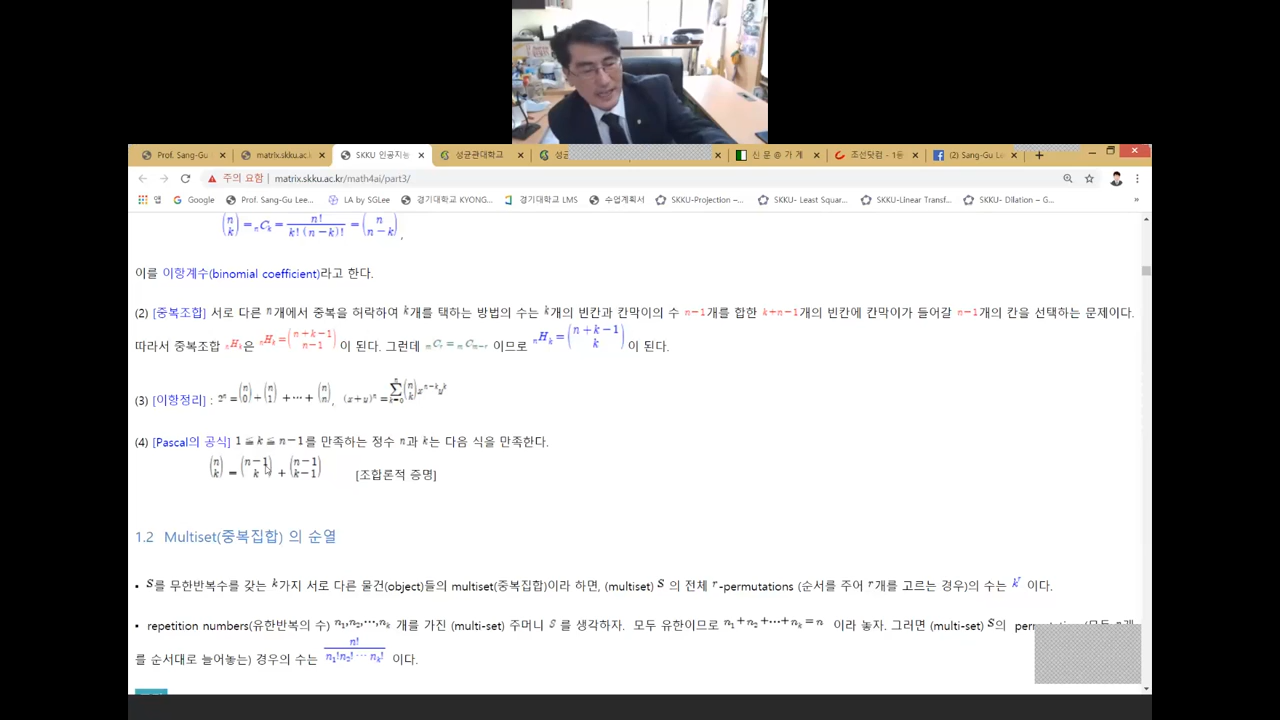 Prof. Sang-Gu
matrix.skku.ac.k
SKKU 인공지능
성균관대학교
성균
신 문 @ 가 게
조선닷컴 - 1등
(2) Sang-Gu Le
주의 요함 | matrix.skku.ac.kr/math4ai/part3/
앱 Google Prof. Sang-Gu Lee... LA by SGLee 경기대학교 KYONG... 경기대학교 LMS 수업계획서 SKKU-Projection –... SKKU- Least Squar... SKKU-Linear Transf... SKKU- Dilation – G... »
(n k) = nCk = n! / k! (n-k)! = (n n-k) ,
이를 이항계수(binomial coefficient)라고 한다.
(2) [중복조합] 서로 다른 n개에서 중복을 허락하여 k개를 택하는 방법의 수는 k개의 빈칸과 칸막이의 수 n-1개를 합한 k+n-1개의 빈칸에 칸막이가 들어갈 n-1개의 칸을 선택하는 문제이다.
따라서 중복조합 nHk은 nHk = (n+k-1 n-1) 이 된다. 그런데 mCr = mCm-r 이므로 nHk = (n+k-1 k) 이 된다.
(3) [이항정리] : 2^n = (n 0) + (n 1) + ⋯ + (n n), (x+y)^n = ∑_{k=0}^{n} (n k) x^{n-k} y^k
(4) [Pascal의 공식] 1 ≦ k ≦ n-1를 만족하는 정수 n과 k는 다음 식을 만족한다.
(n k) = (n-1 k) + (n-1 k-1) [조합론적 증명]
1.2 Multiset(중복집합) 의 순열
• S를 무한반복수를 갖는 k가지 서로 다른 물건(object)들의 multiset(중복집합)이라 하면, (multiset) S 의 전체 r-permutations (순서를 주어 r개를 고르는 경우)의 수는 k^r 이다.
• repetition numbers(유한반복의 수) n1,n2,⋯,nk 개를 가진 (multi-set) 주머니 S 를 생각하자. 모두 유한이므로 n1+n2+⋯+nk=n 이라 놓자. 그러면 (multi-set) S의
를 순서대로 늘어놓는) 경우의 수는 n! / n1!n2!⋯nk! 이다.